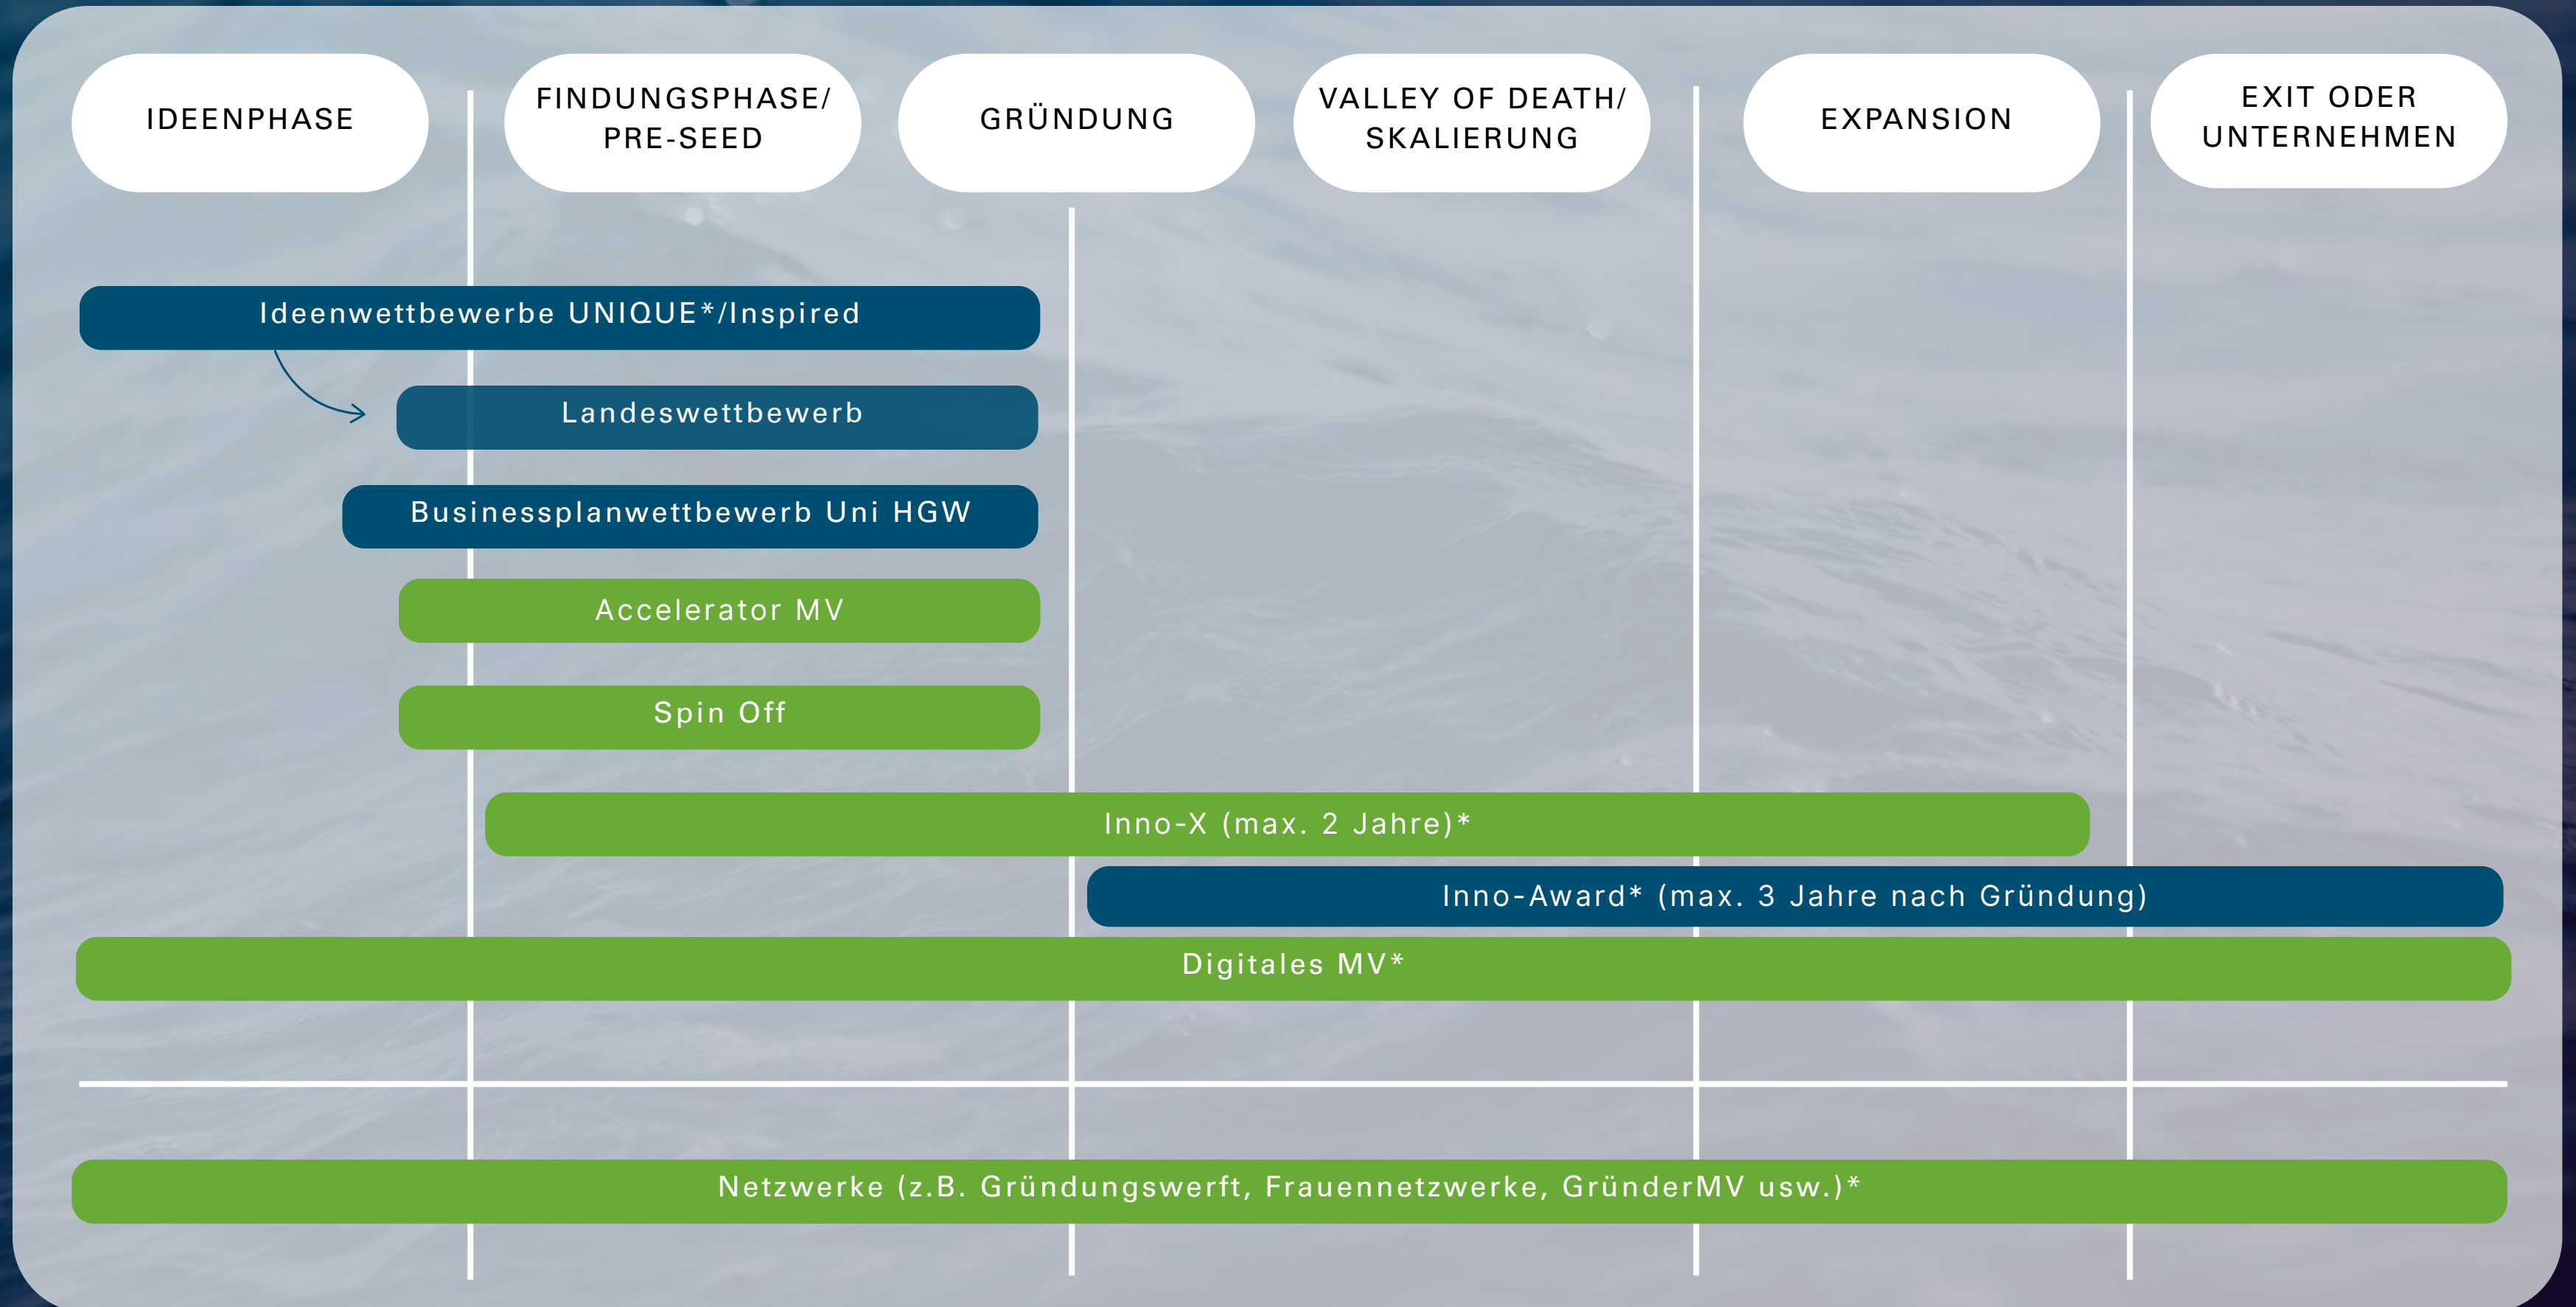 IDEENPHASE
FINDUNGSPHASE/
PRE-SEED
GRÜNDUNG
VALLEY OF DEATH/
SKALIERUNG
EXPANSION
EXIT ODER
UNTERNEHMEN
Ideenwettbewerbe UNIQUE*/Inspired
Landeswettbewerb
Businessplanwettbewerb Uni HGW
Accelerator MV
Spin Off
Inno-X (max. 2 Jahre)*
Inno-Award* (max. 3 Jahre nach Gründung)
Digitales MV*
Netzwerke (z.B. Gründungswerft, Frauennetzwerke, GründerMV usw.)*